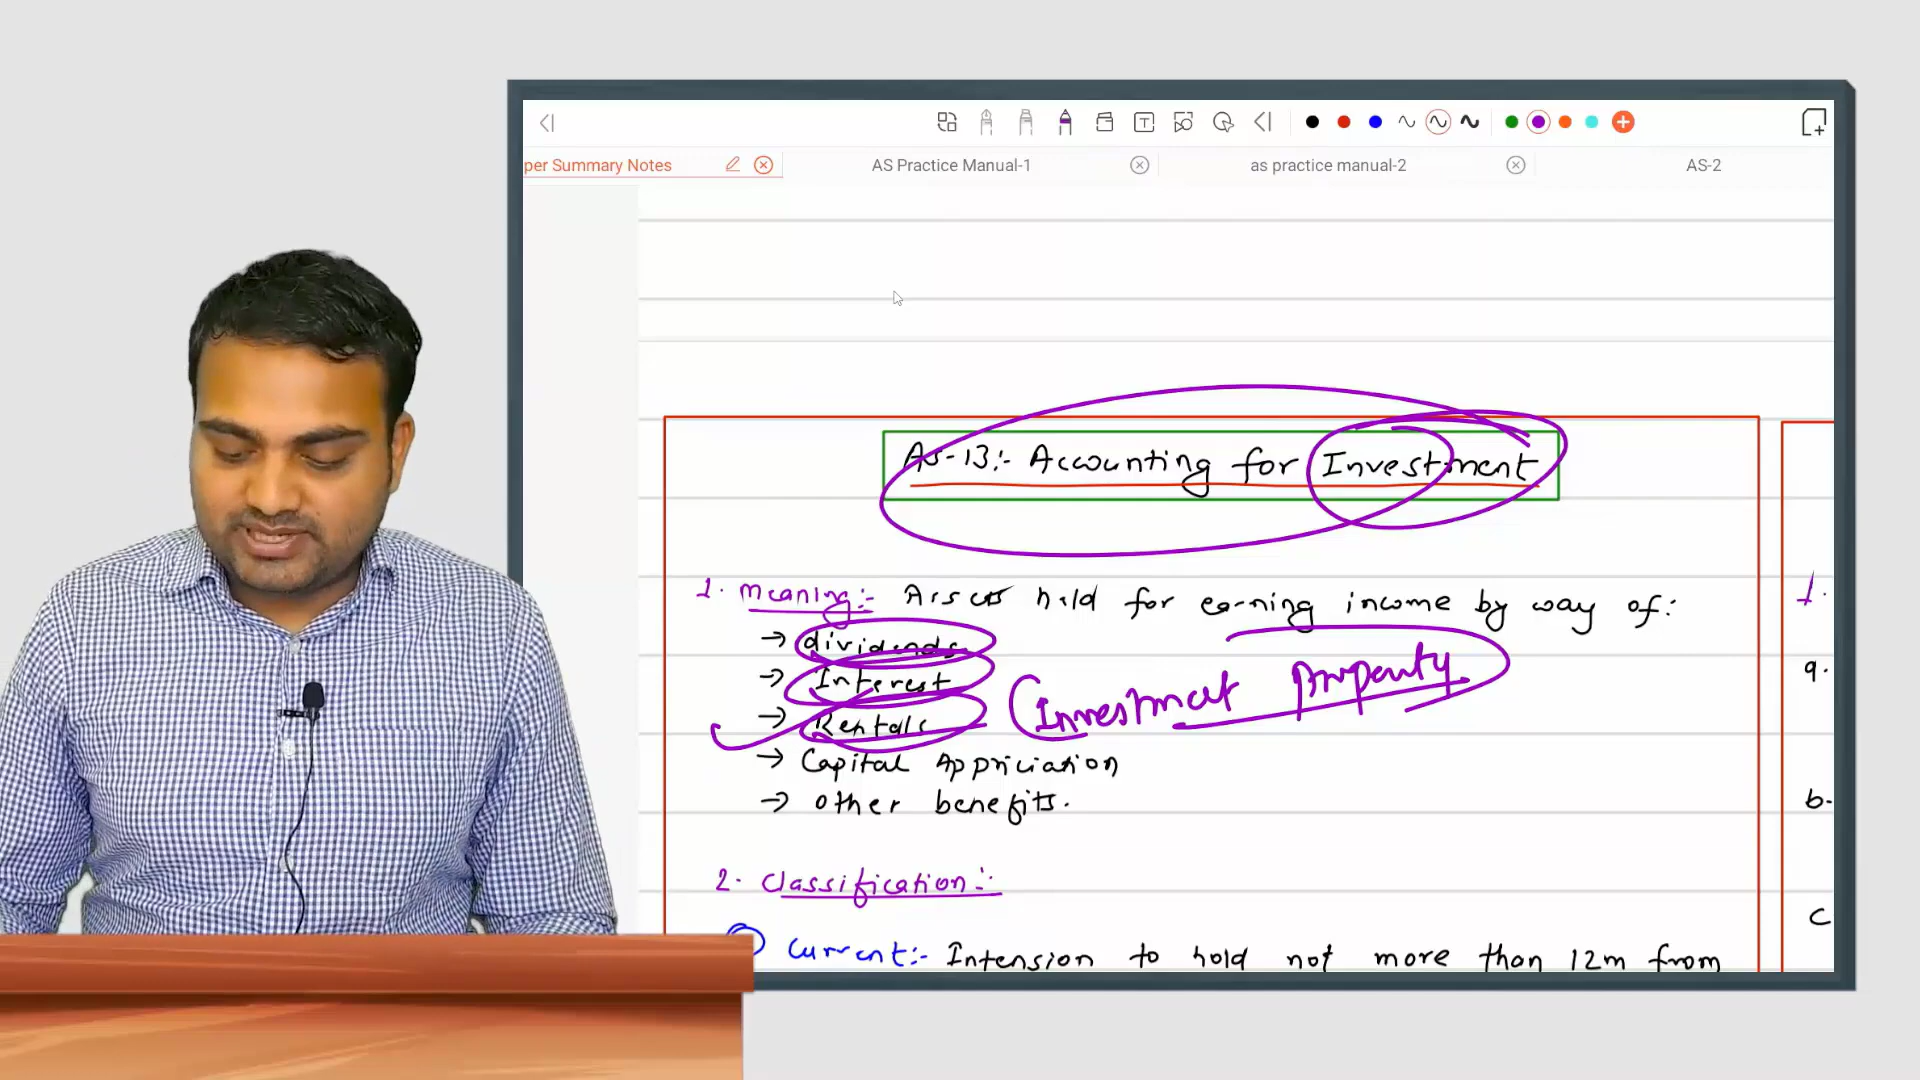 per Summary Notes
AS Practice Manual-1
as practice manual-2
AS-2
AS-13:- Accounting for Investment
1. Meaning:- Assets held for earning income by way of:
→ dividends
→ Interest
→ Rentals
(Investment Property
→ Capital Appriciation
→ other benefits.
2. Classification:-
Current:- Intension to hold not more than 12m from
1.
a.
b.
c